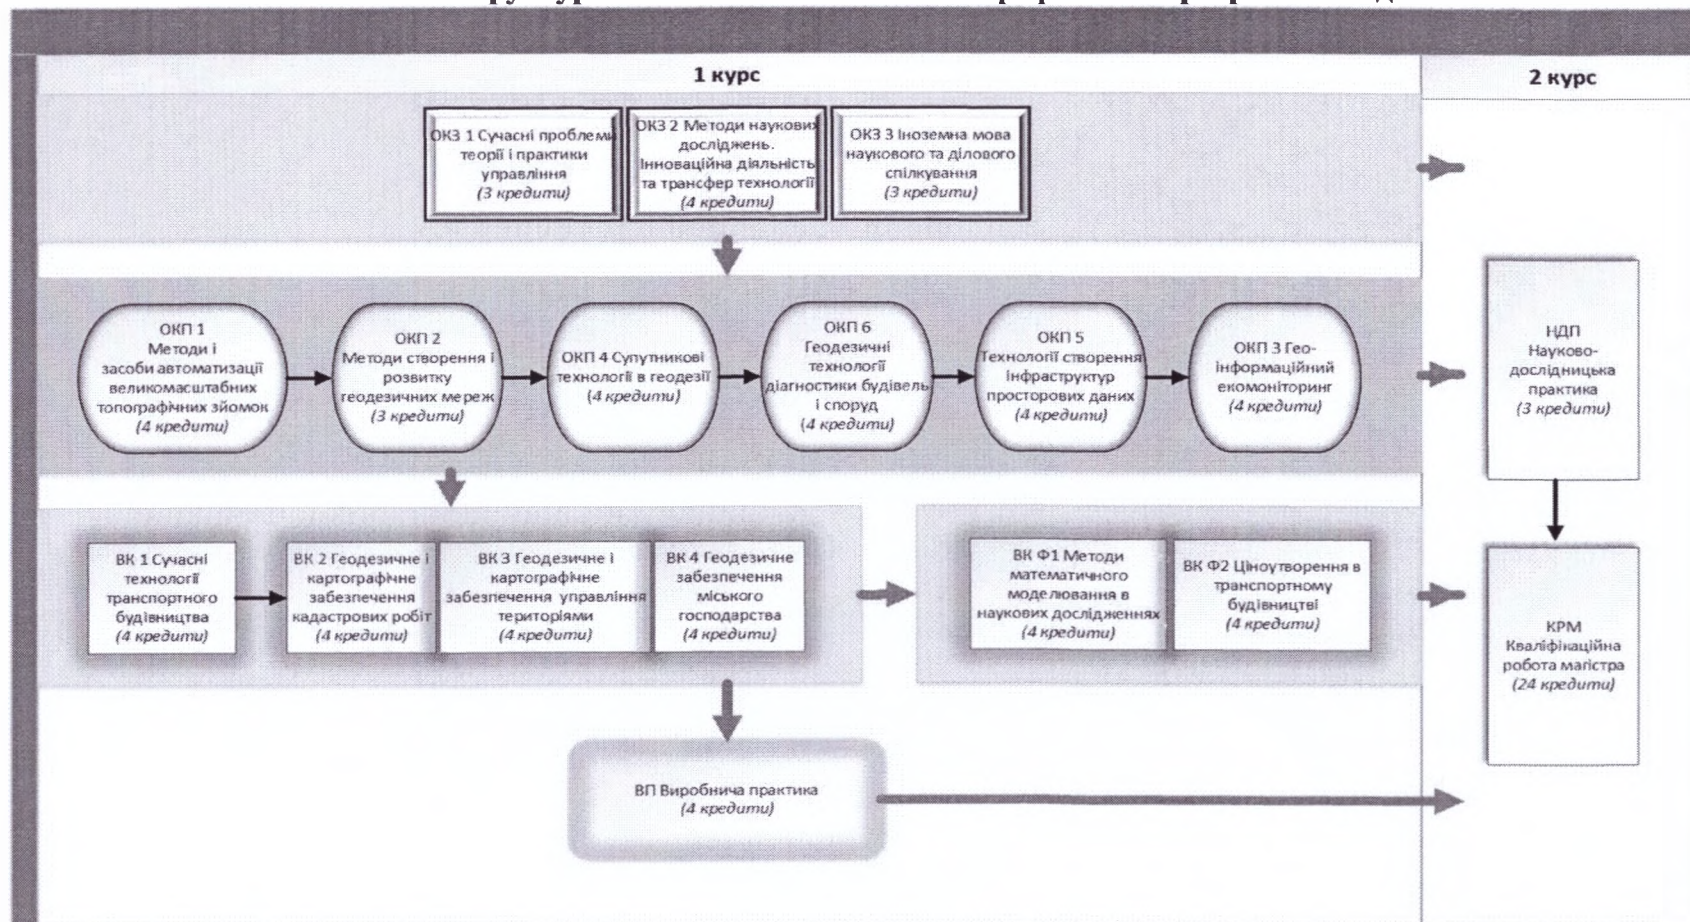 1 курс
2 курс
ОКЗ 1 Сучасні проблеми
теорії і практики
управління
(3 кредити)
ОКЗ 2 Методи наукових
досліджень.
Інноваційна діяльність
та трансфер технології
(4 кредити)
ОКЗ 3 Іноземна мова
наукового та ділового
спілкування
(3 кредити)
ОКП 1
Методи і
засоби автоматизації
великомасштабних
топографічних зйомок
(4 кредити)
ОКП 2
Методи створення і
розвитку
геодезичних мереж
(3 кредити)
ОКП 4 Супутникові
технології в геодезії
(4 кредити)
ОКП 6
Геодезичні
технології
діагностики будівель
і споруд
(4 кредити)
ОКП 5
Технології створення
інфраструктур
просторових даних
(4 кредити)
ОКП 3 Гео-
інформаційний
екомоніторинг
(4 кредити)
НДП
Науково-
дослідницька
практика
(3 кредити)
ВК 1 Сучасні
технології
транспортного
будівництва
(4 кредити)
ВК 2 Геодезичне і
картографічне
забезпечення
кадастрових робіт
(4 кредити)
ВК 3 Геодезичне і
картографічне
забезпечення управління
територіями
(4 кредити)
ВК 4 Геодезичне
забезпечення
міського
господарства
(4 кредити)
ВК Ф1 Методи
математичного
моделювання в
наукових дослідженнях
(4 кредити)
ВК Ф2 Ціноутворення в
транспортному
будівництві
(4 кредити)
КРМ
Кваліфікаційна
робота магістра
(24 кредити)
ВП Виробнича практика
(4 кредити)